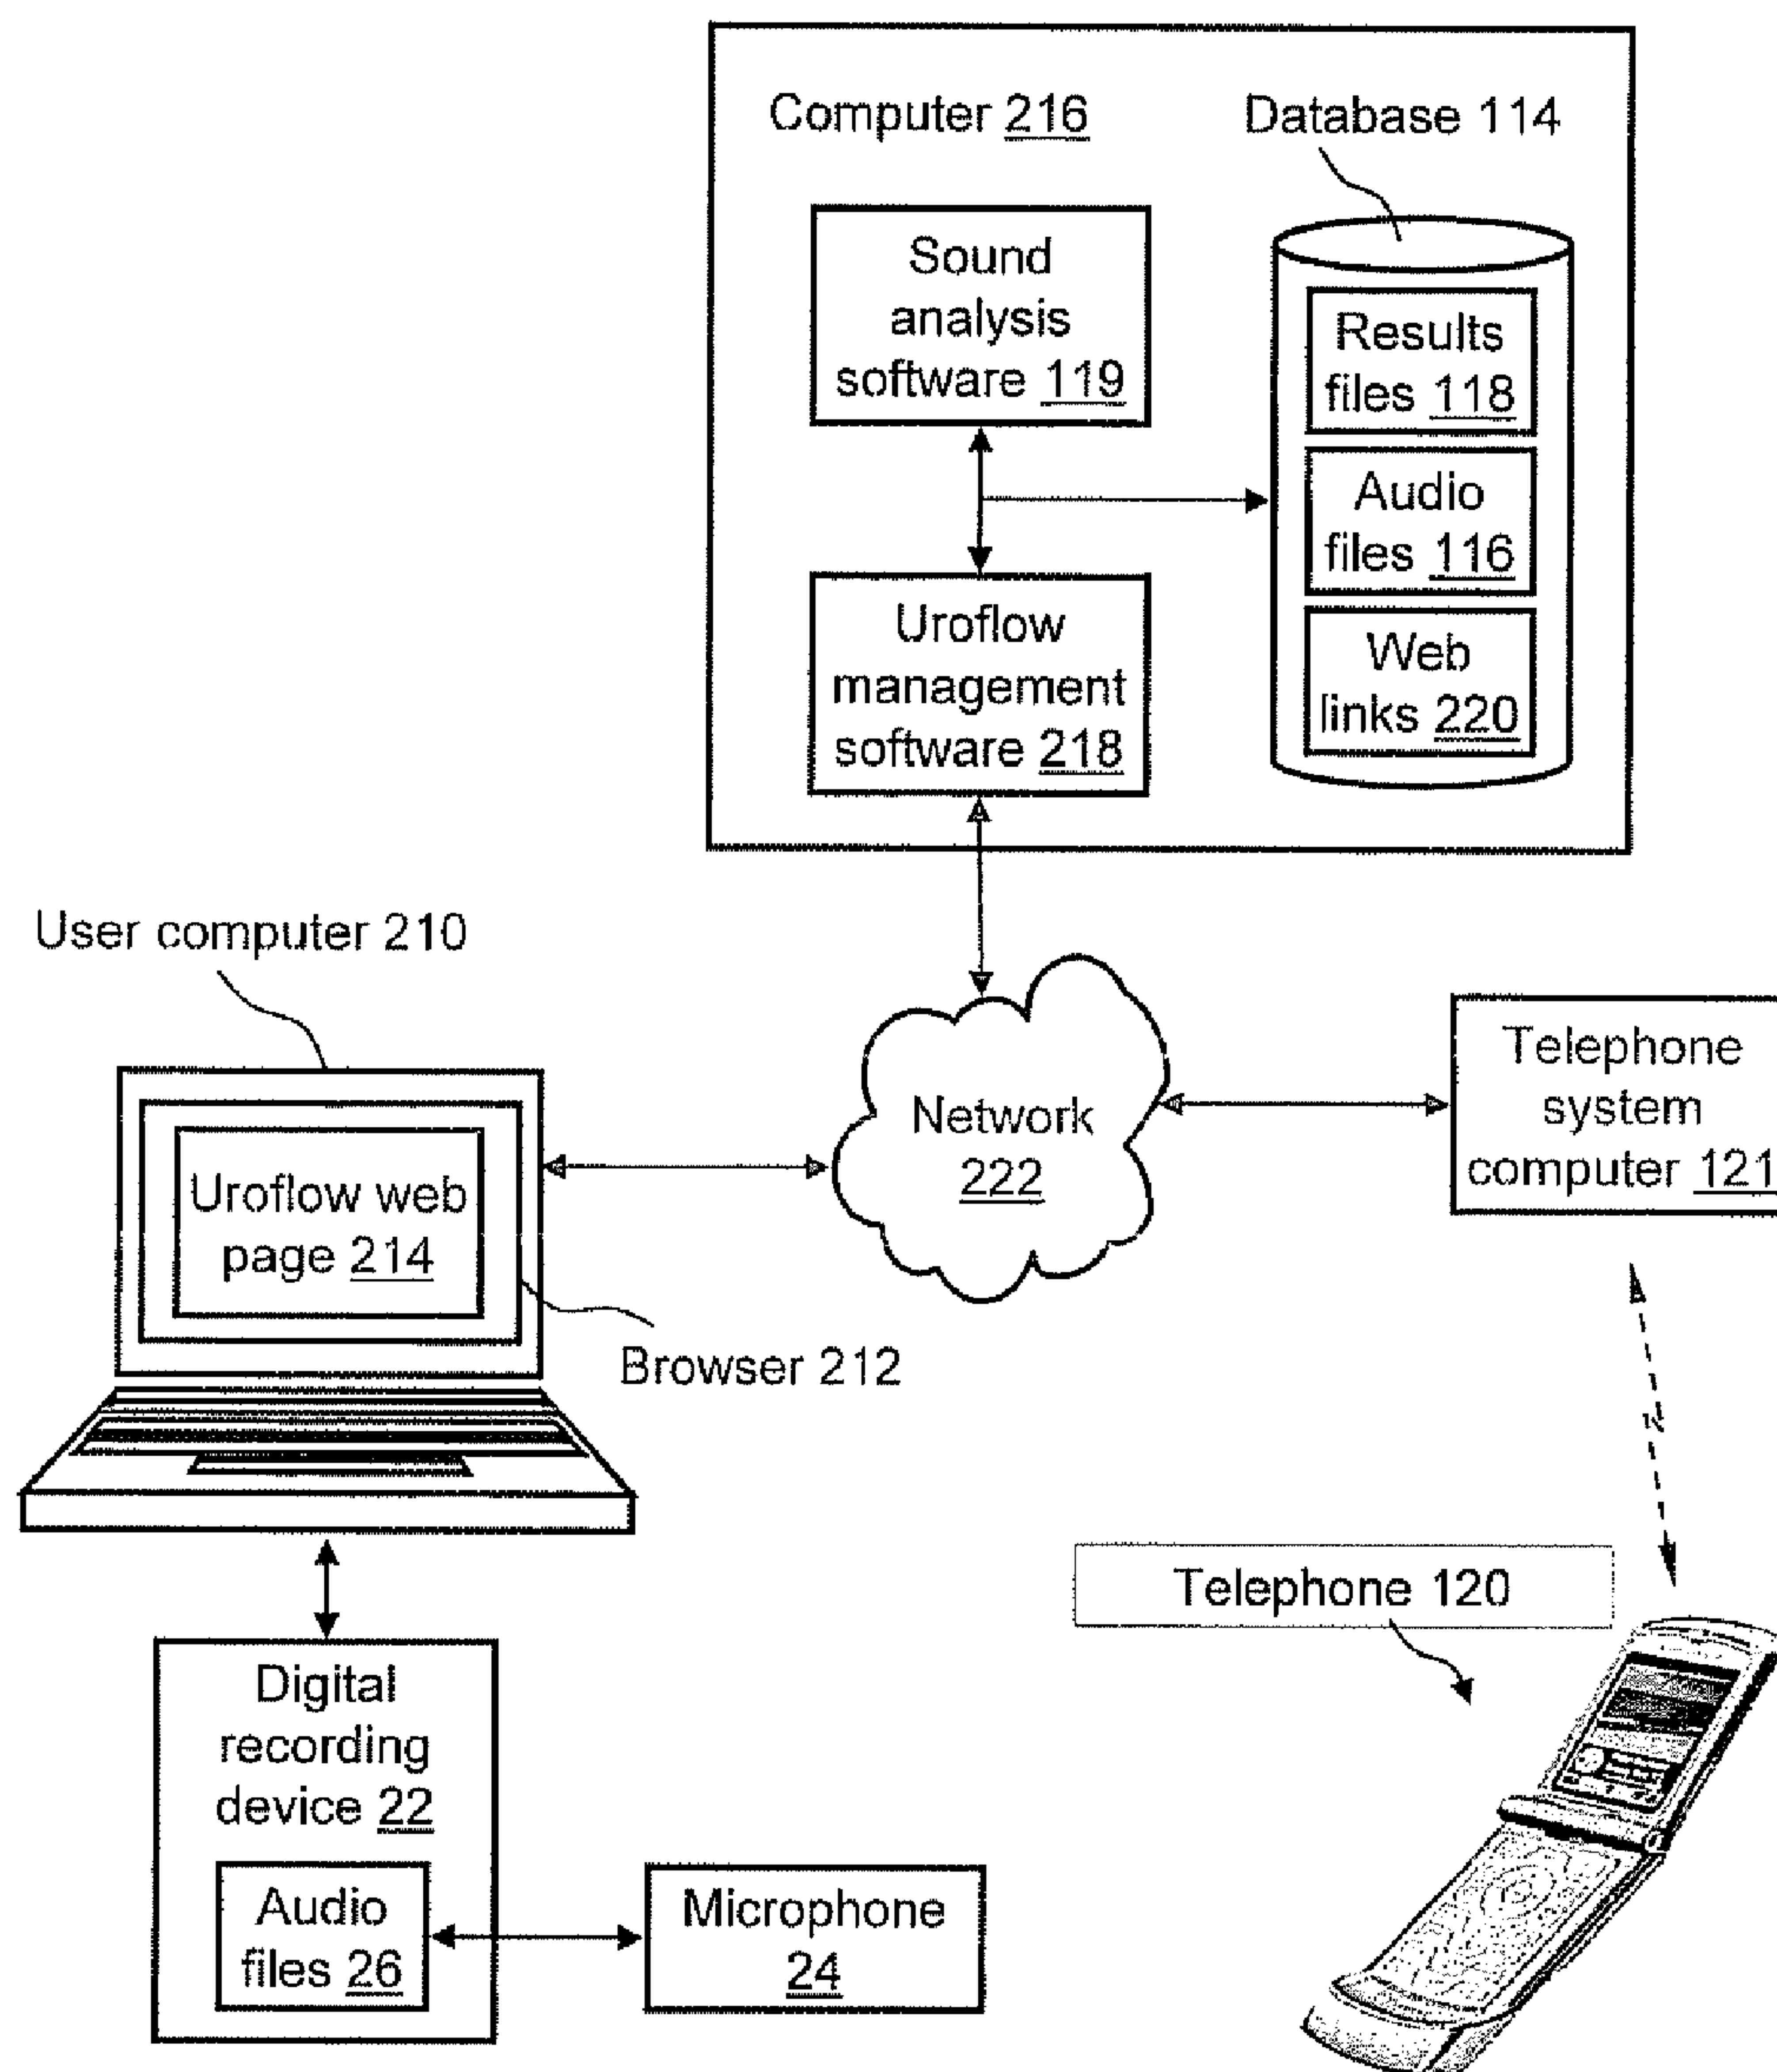 Computer 216
Database 114
Sound
analysis
software 119
Results
files 118
Audio
files 116
Uroflow
management
software 218
Web
links 220
User computer 210
Uroflow web
page 214
Browser 212
Network
222
Telephone
system
computer 121
Telephone 120
Digital
recording
device 22
Audio
files 26
Microphone
24